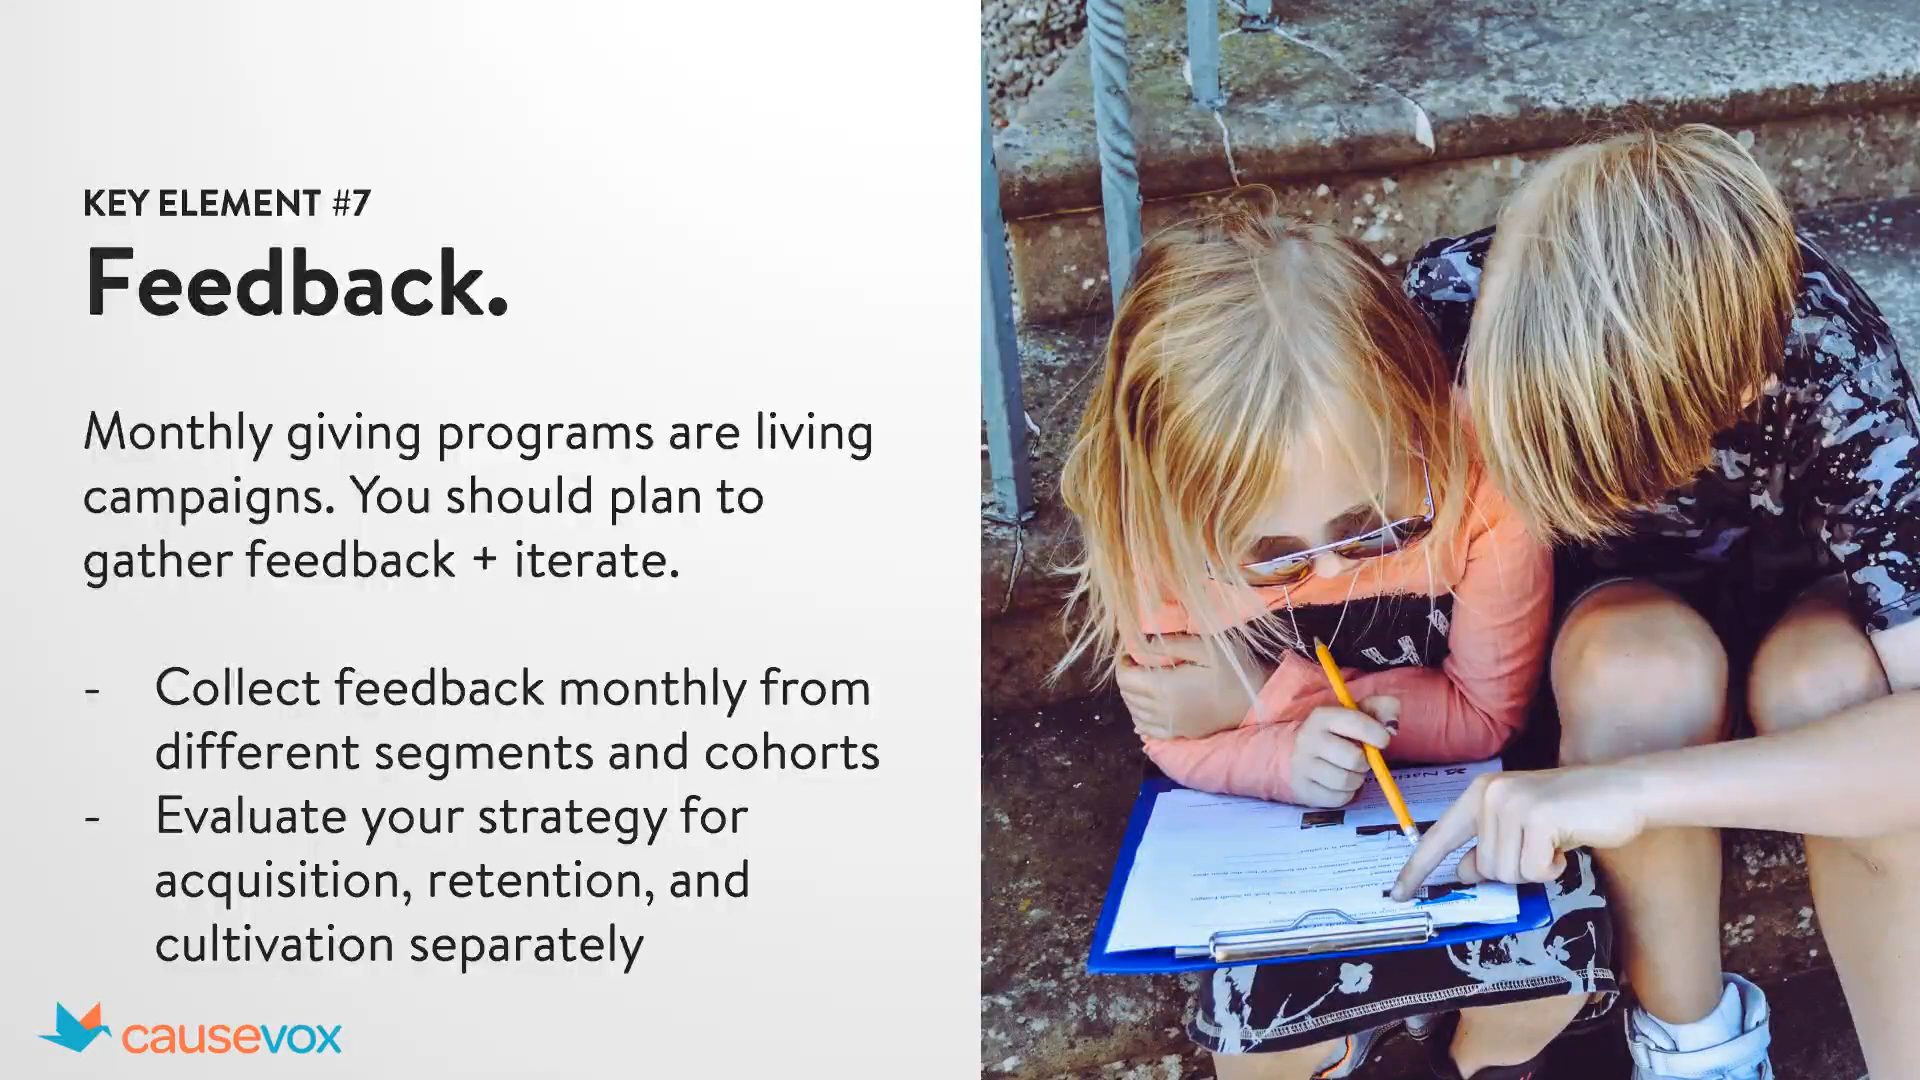 KEY ELEMENT #7
Feedback.
Monthly giving programs are living
campaigns. You should plan to
gather feedback + iterate.
- Collect feedback monthly from
different segments and cohorts
- Evaluate your strategy for
acquisition, retention, and
cultivation separately
causevox